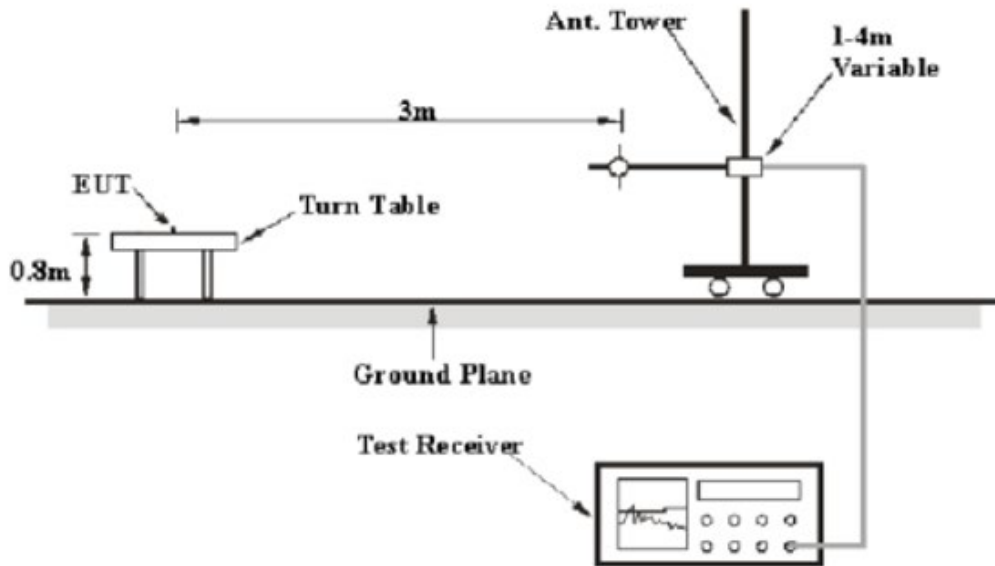 Ant. Tower
1-4m
Variable
3m
EUT
Turn Table
0.8m
Ground Plane
Test Receiver